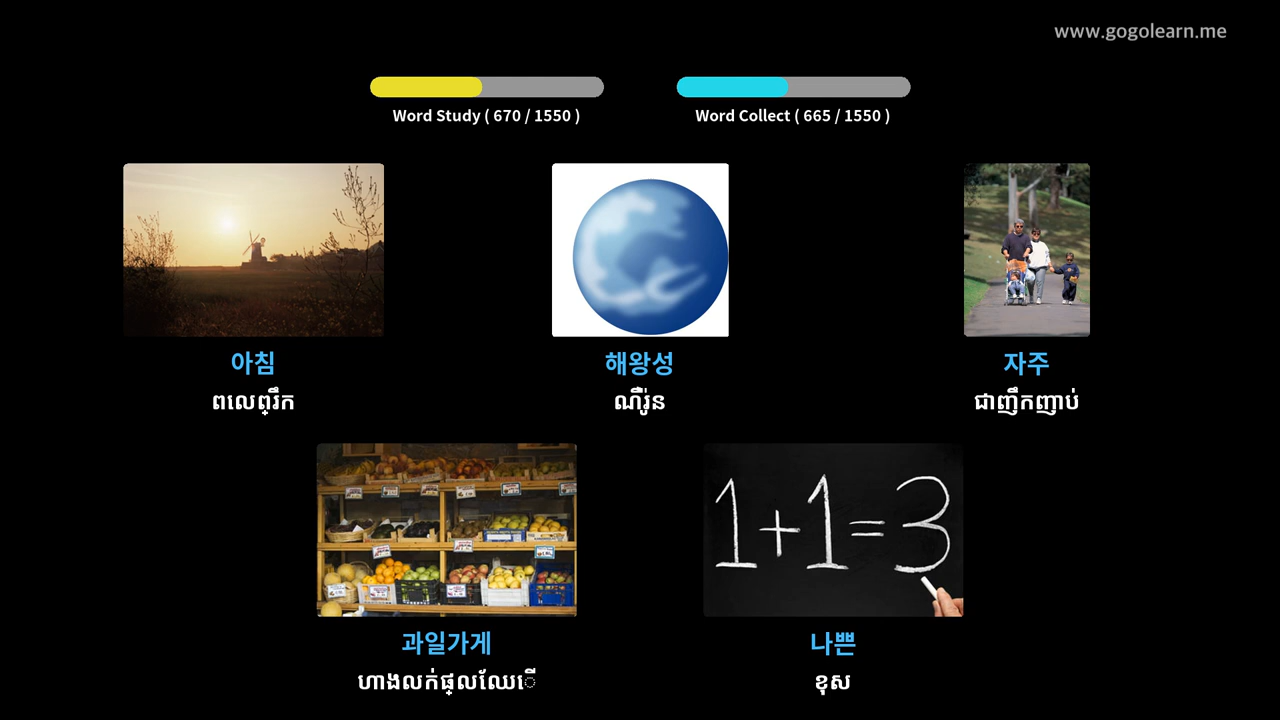 www.gogolearn.me
Word Study ( 670 / 1550 )
Word Collect ( 665 / 1550 )
아침
ពលេព្រឹក
해왕성
ណឺរ៉ូន
자주
ជាញឹកញាប់
1+1=3
과일가게
ហាងលក់ផ្លឈែើ
나쁜
ខុស